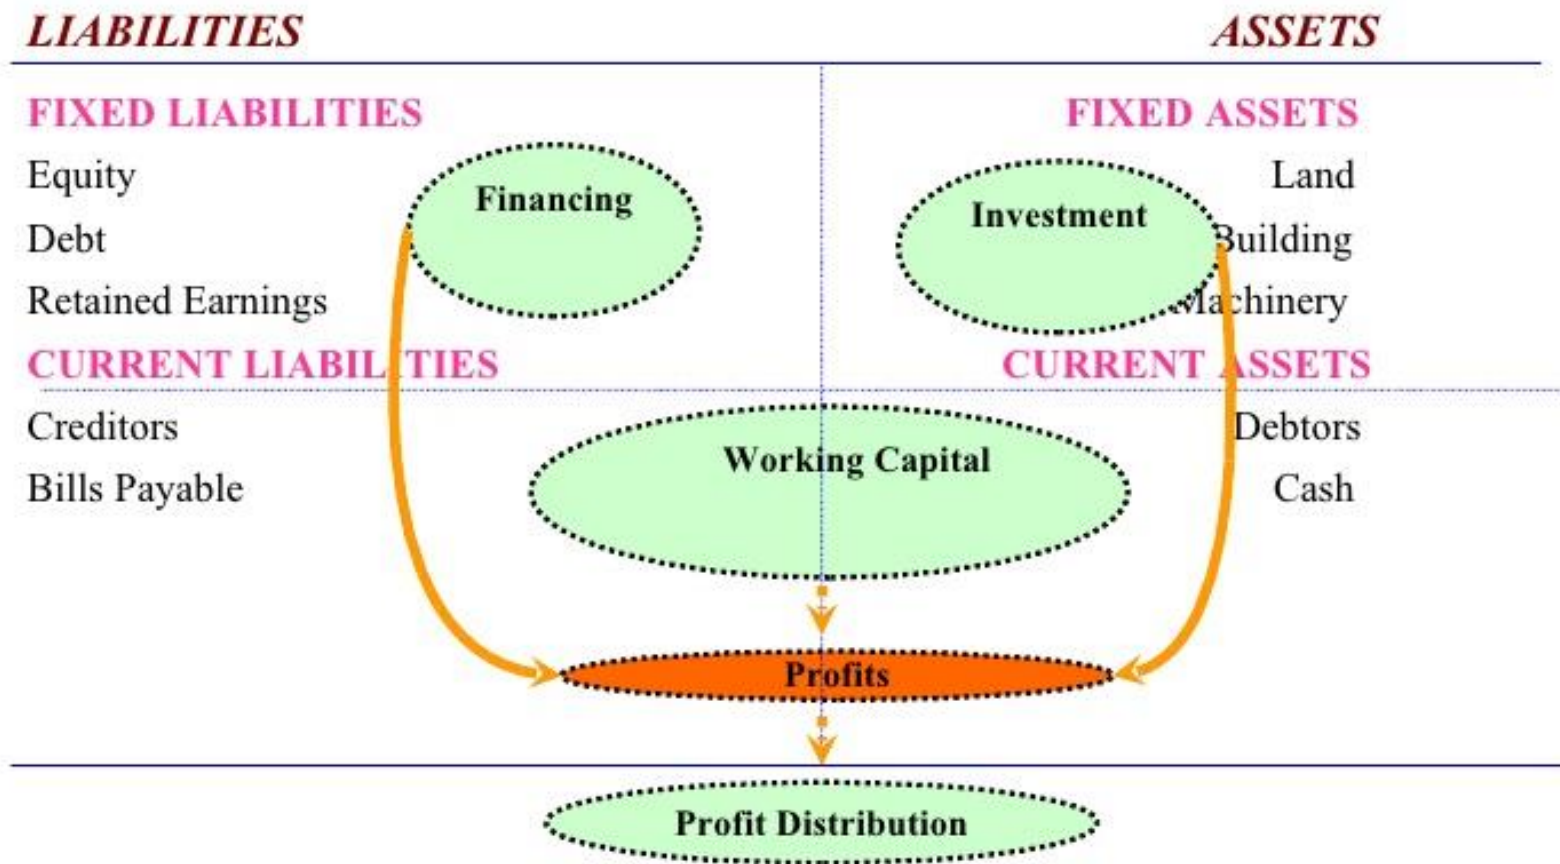 LIABILITIES ASSETS
FIXED LIABILITIES FIXED ASSETS
Equity Financing Investment Land
Debt Building
Retained Earnings Machinery
CURRENT LIABILITIES CURRENT ASSETS
Creditors Debtors
Working Capital
Bills Payable Cash
Profits
Profit Distribution